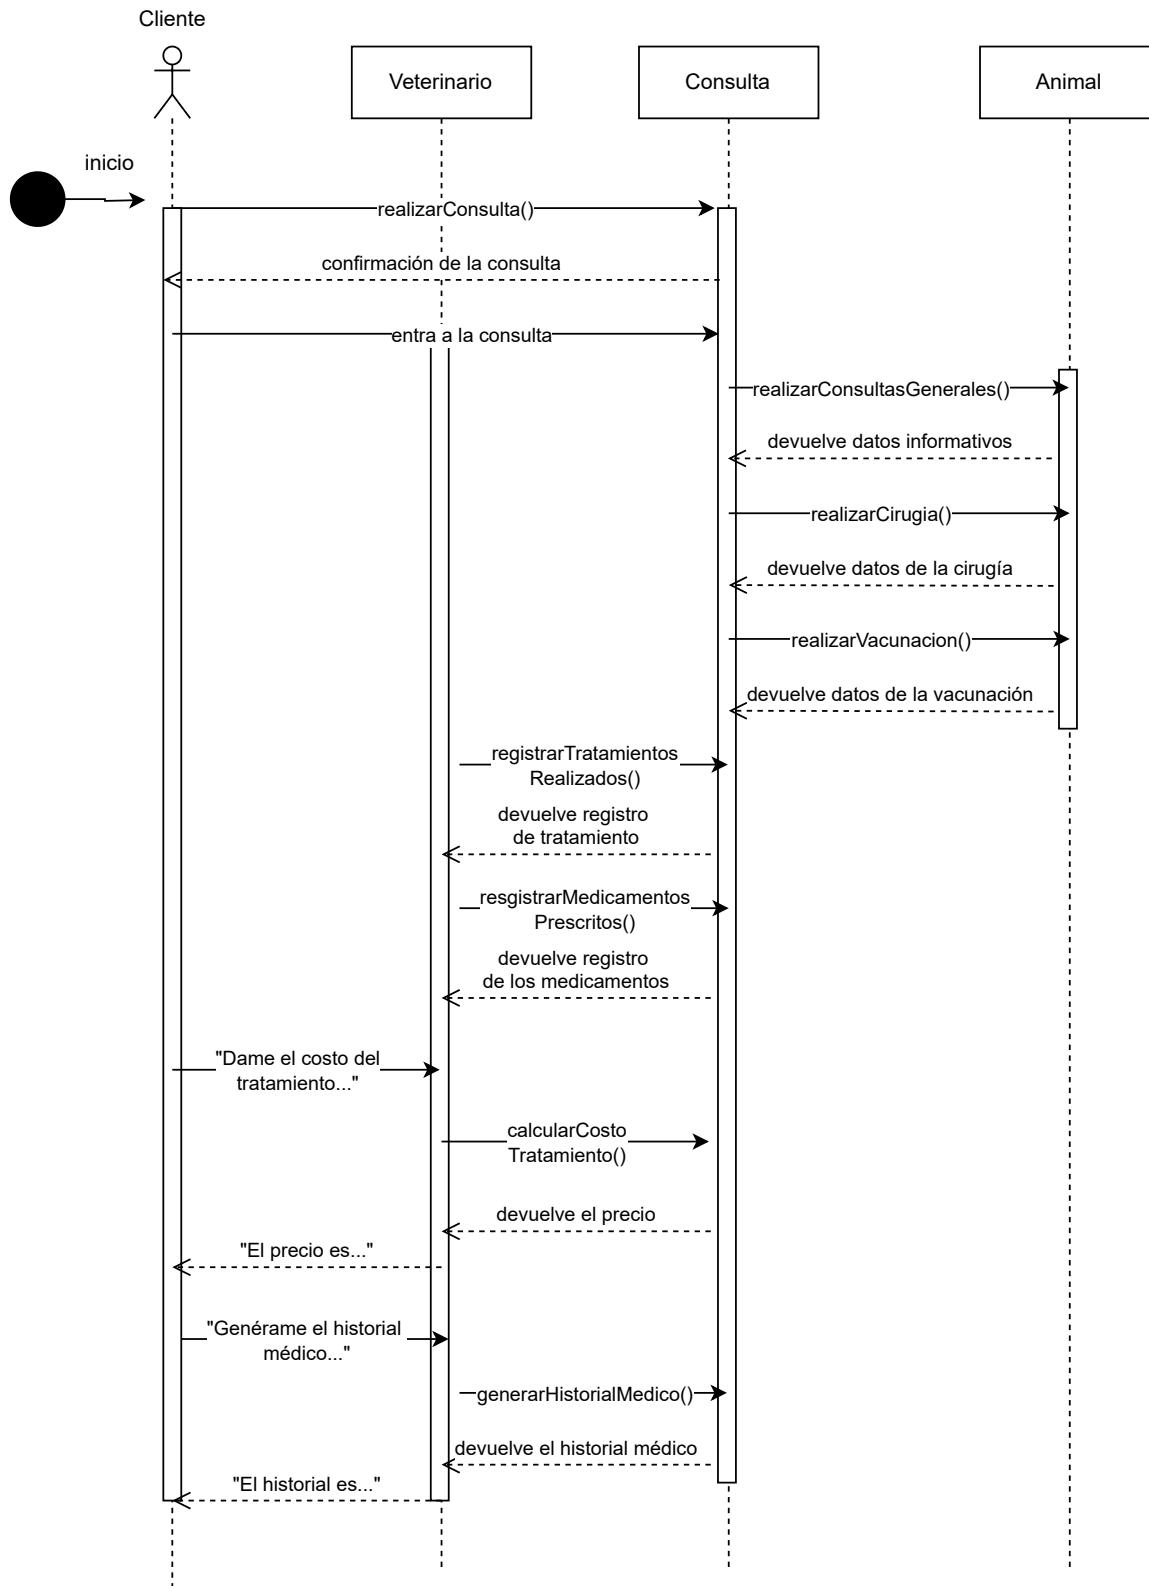 Cliente
Veterinario
Consulta
Animal
inicio
realizarConsulta()
confirmación de la consulta
entra a la consulta
realizarConsultasGenerales()
devuelve datos informativos
realizarCirugia()
devuelve datos de la cirugía
realizarVacunacion()
devuelve datos de la vacunación
registrarTratamientos
Realizados()
devuelve registro
de tratamiento
resgistrarMedicamentos
Prescritos()
devuelve registro
de los medicamentos
"Dame el costo del
tratamiento..."
calcularCosto
Tratamiento()
devuelve el precio
"El precio es..."
"Genérame el historial
médico..."
generarHistorialMedico()
devuelve el historial médico
"El historial es..."